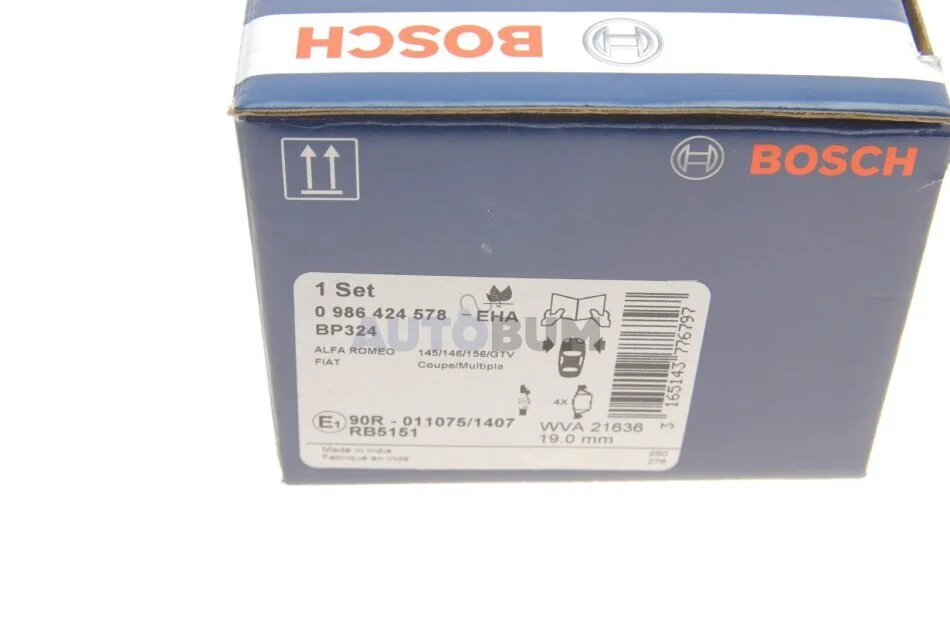 BOSCH
BOSCH
1 Set
0 986 424 578 - EHA
BP324
AUTOBUM
ALFA ROMEO 145/146/156/GTV
FIAT Coupe/Multipla
4X
E1 90R - 011075/1407
RB5151
WVA 21636
19.0 mm
3 165143 776797
Made in India
Fabriqué en Inde
250
276